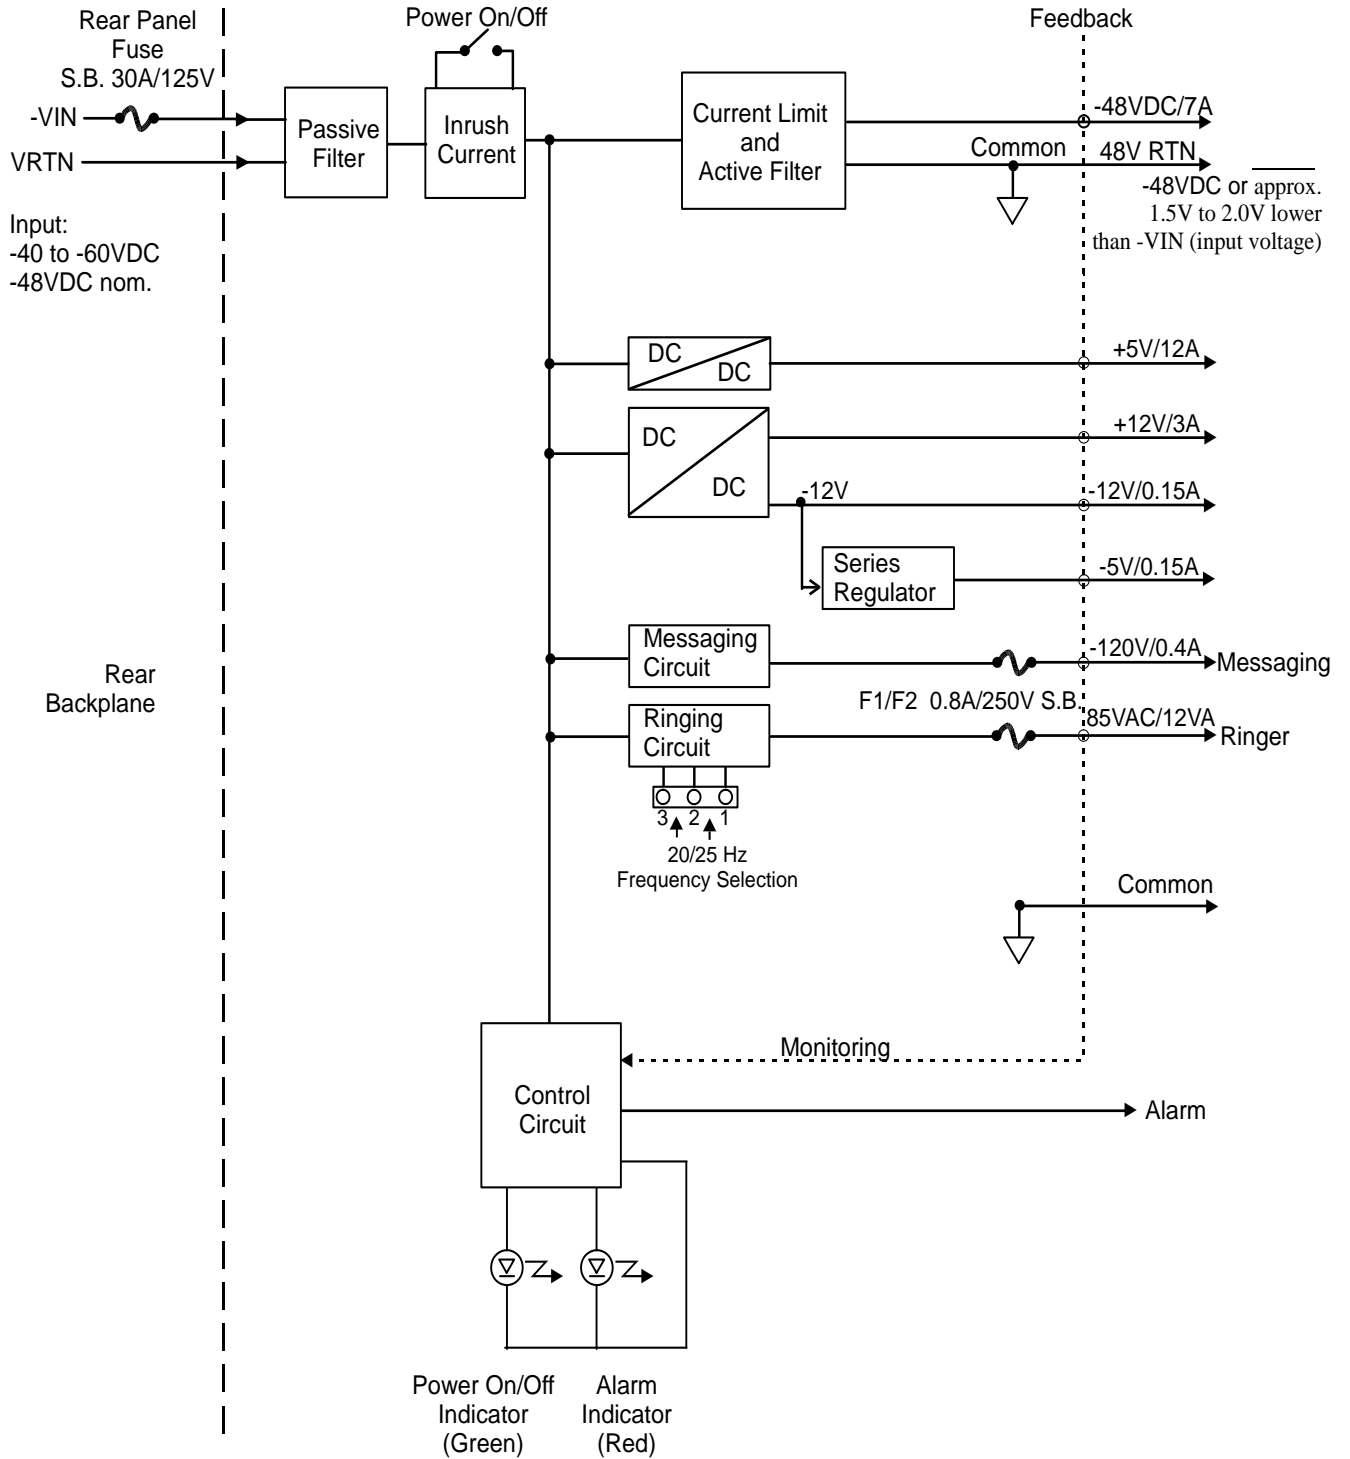 Rear Panel
Fuse
S.B. 30A/125V
-VIN
VRTN
Input:
-40 to -60VDC
-48VDC nom.
Power On/Off
Passive
Filter
Inrush
Current
Current Limit
and
Active Filter
Feedback
-48VDC/7A
Common
48V RTN
-48VDC or approx.
1.5V to 2.0V lower
than -VIN (input voltage)
DC
DC
+5V/12A
DC
DC
+12V/3A
-12V
-12V/0.15A
Series
Regulator
-5V/0.15A
Messaging
Circuit
-120V/0.4A
Messaging
Rear
Backplane
F1/F2 0.8A/250V S.B.
Ringing
Circuit
85VAC/12VA
Ringer
3 2 1
20/25 Hz
Frequency Selection
Common
Monitoring
Control
Circuit
Alarm
Power On/Off
Indicator
(Green)
Alarm
Indicator
(Red)